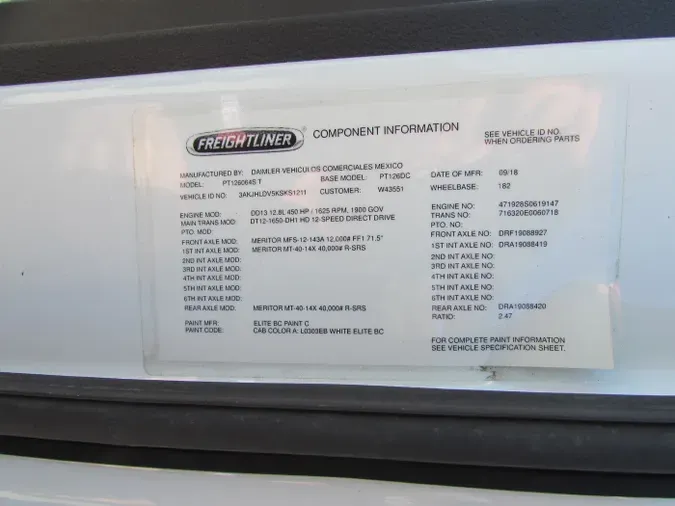 FREIGHTLINER COMPONENT INFORMATION SEE VEHICLE ID NO. WHEN ORDERING PARTS
MANUFACTURED BY: DAIMLER VEHICULOS COMERCIALES MEXICO DATE OF MFR: 09/18
MODEL: PT126064S T BASE MODEL: PT126DC WHEELBASE: 182
VEHICLE ID NO: 3AKJHLDV5KSKS1211 CUSTOMER: W43551
ENGINE MOD: DD13 12.8L 450 HP / 1625 RPM, 1900 GOV ENGINE NO: 471928S0619147
MAIN TRANS MOD: DT12-1650-DH1 HD 12-SPEED DIRECT DRIVE TRANS NO: 716320E0060718
PTO. MOD: PTO. NO:
FRONT AXLE MOD: MERITOR MFS-12-143A 12,000# FF1 71.5" FRONT AXLE NO: DRF19088927
1ST INT AXLE MOD: MERITOR MT-40-14X 40,000# R-SRS 1ST INT AXLE NO: DRA19088419
2ND INT AXLE MOD: 2ND INT AXLE NO:
3RD INT AXLE MOD: 3RD INT AXLE NO:
4TH INT AXLE MOD: 4TH INT AXLE NO:
5TH INT AXLE MOD: 5TH INT AXLE NO:
6TH INT AXLE MOD: 6TH INT AXLE NO:
REAR AXLE MOD: MERITOR MT-40-14X 40,000# R-SRS REAR AXLE NO: DRA19088420
RATIO: 2.47
PAINT MFR: ELITE BC PAINT C
PAINT CODE: CAB COLOR A: L0303EB WHITE ELITE BC
FOR COMPLETE PAINT INFORMATION
SEE VEHICLE SPECIFICATION SHEET.